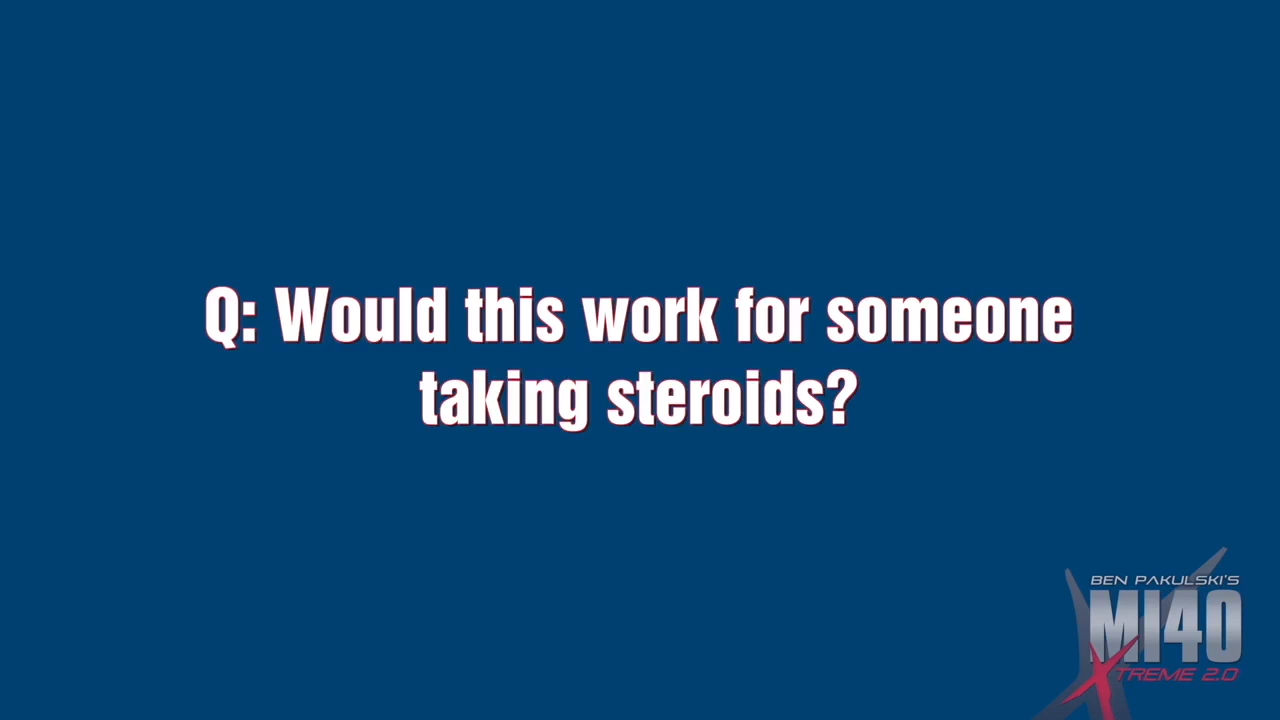 Q: Would this work for someone
taking steroids?
BEN PAKULSKI'S
MI40
XTREME 2.0